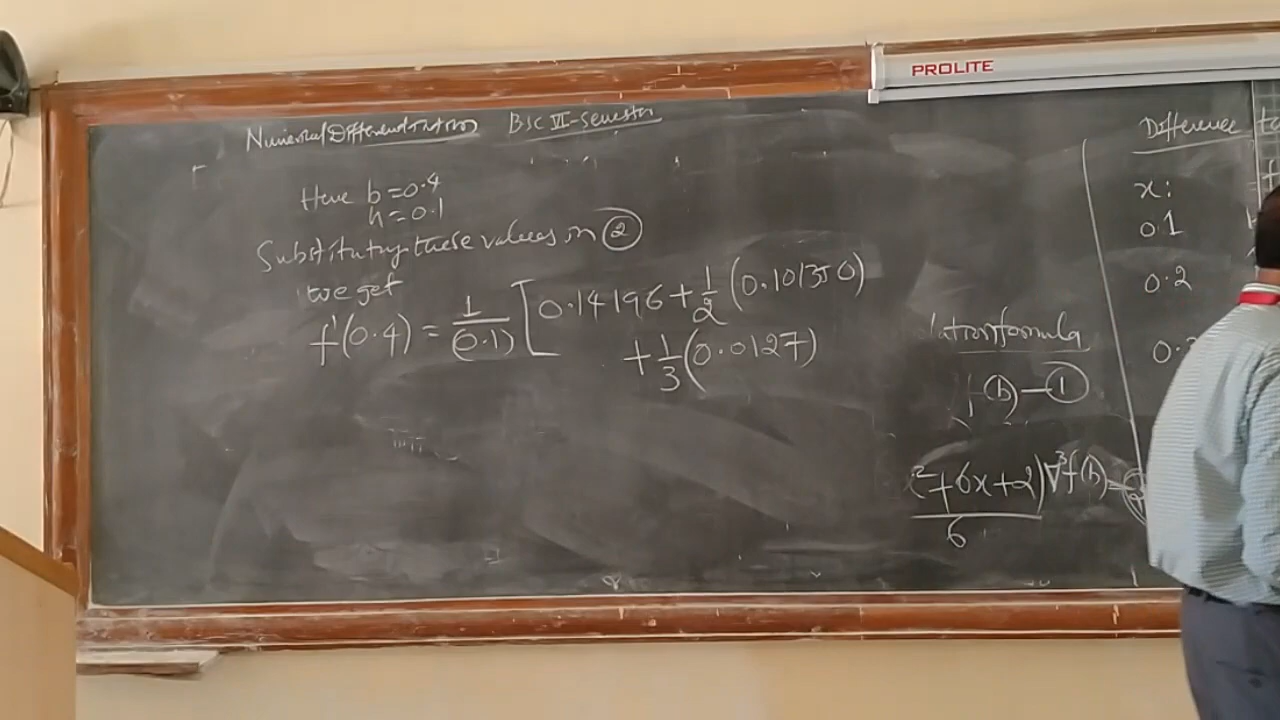 PROLITE
Numerical Differentiation BSC VI-Semester
Here b = 0.4
h = 0.1
Substituting these values in ②
we get
f'(0.4) = 1/(0.1) [0.14196 + 1/2 (0.101350)
+ 1/3 (0.0127)
formula
f(b) — ①
²+6x+2)/6 ∇³f(b) —
Difference
x:
0.1
0.2